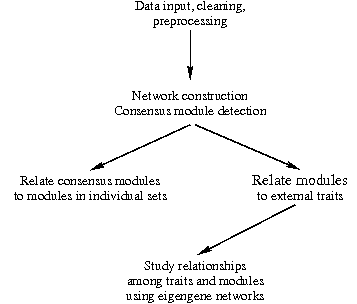 Data input, cleaning,
preprocessing
Network construction
Consensus module detection
Relate consensus modules
to modules in individual sets
Relate modules
to external traits
Study relationships
among traits and modules
using eigengene networks